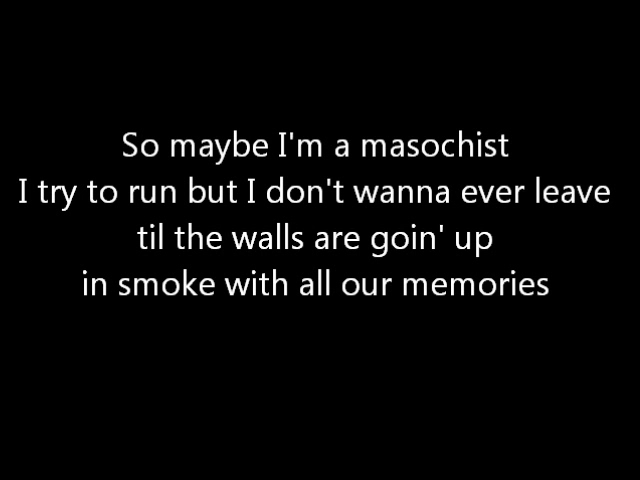 So maybe I'm a masochist
I try to run but I don't wanna ever leave
til the walls are goin' up
in smoke with all our memories